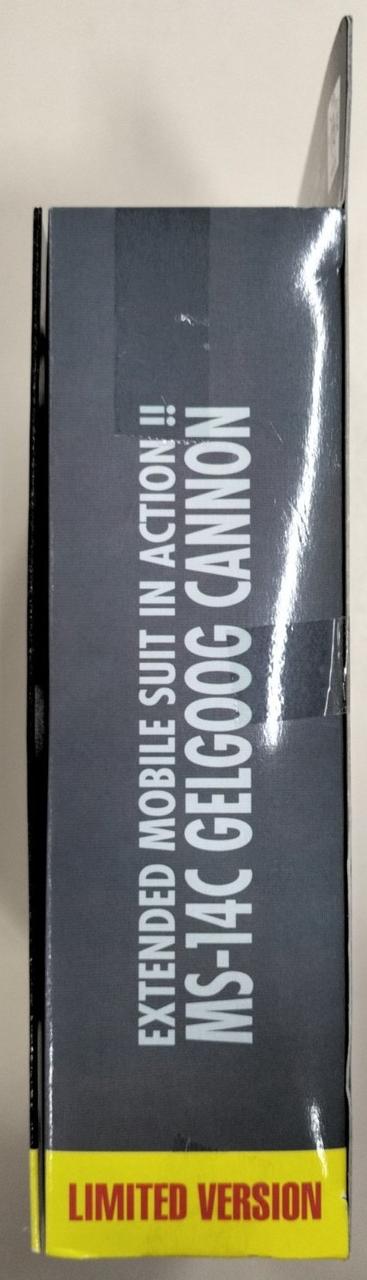 EXTENDED MOBILE SUIT IN ACTION !!
MS-14C GELGOOG CANNON
LIMITED VERSION